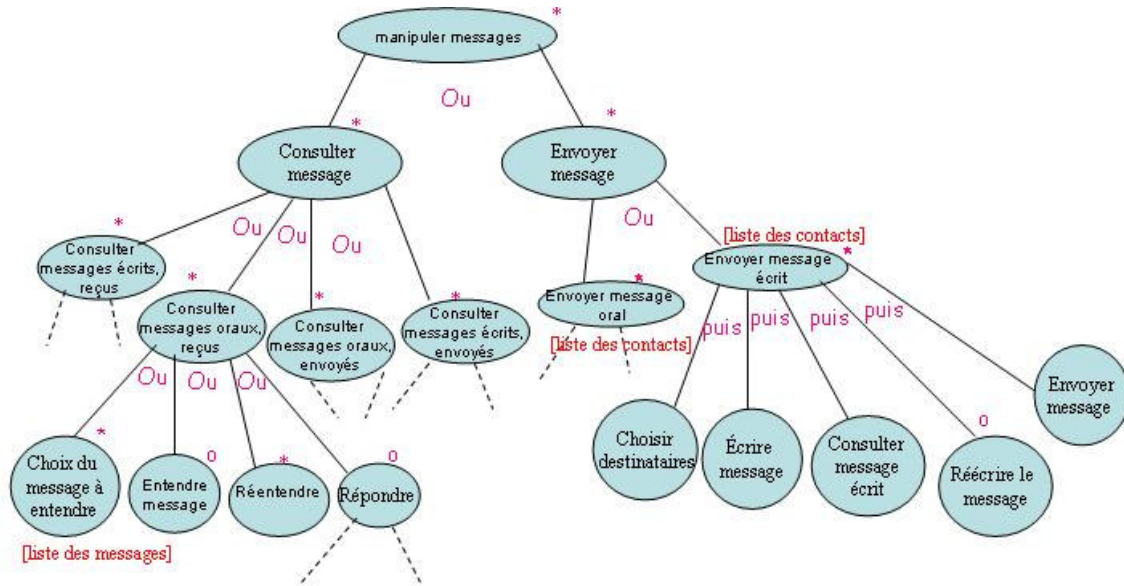 manipuler messages
*
Ou
*
*
Consulter
message
Envoyer
message
*
Ou
Ou
Ou
Ou
[liste des contacts]
Consulter
messages écrits,
reçus
*
Consulter
messages oraux,
reçus
*
Consulter
messages oraux,
envoyés
*
Consulter
messages écrits,
envoyés
*
Envoyer message
oral
[liste des contacts]
*
Envoyer message
écrit
puis
puis
puis
puis
Ou
Ou
Ou
*
Choix du
message à
entendre
[liste des messages]
o
Entendre
message
*
Réentendre
o
Répondre
Choisir
destinataires
Écrire
message
Consulter
message
écrit
o
Réécrire le
message
Envoyer
message